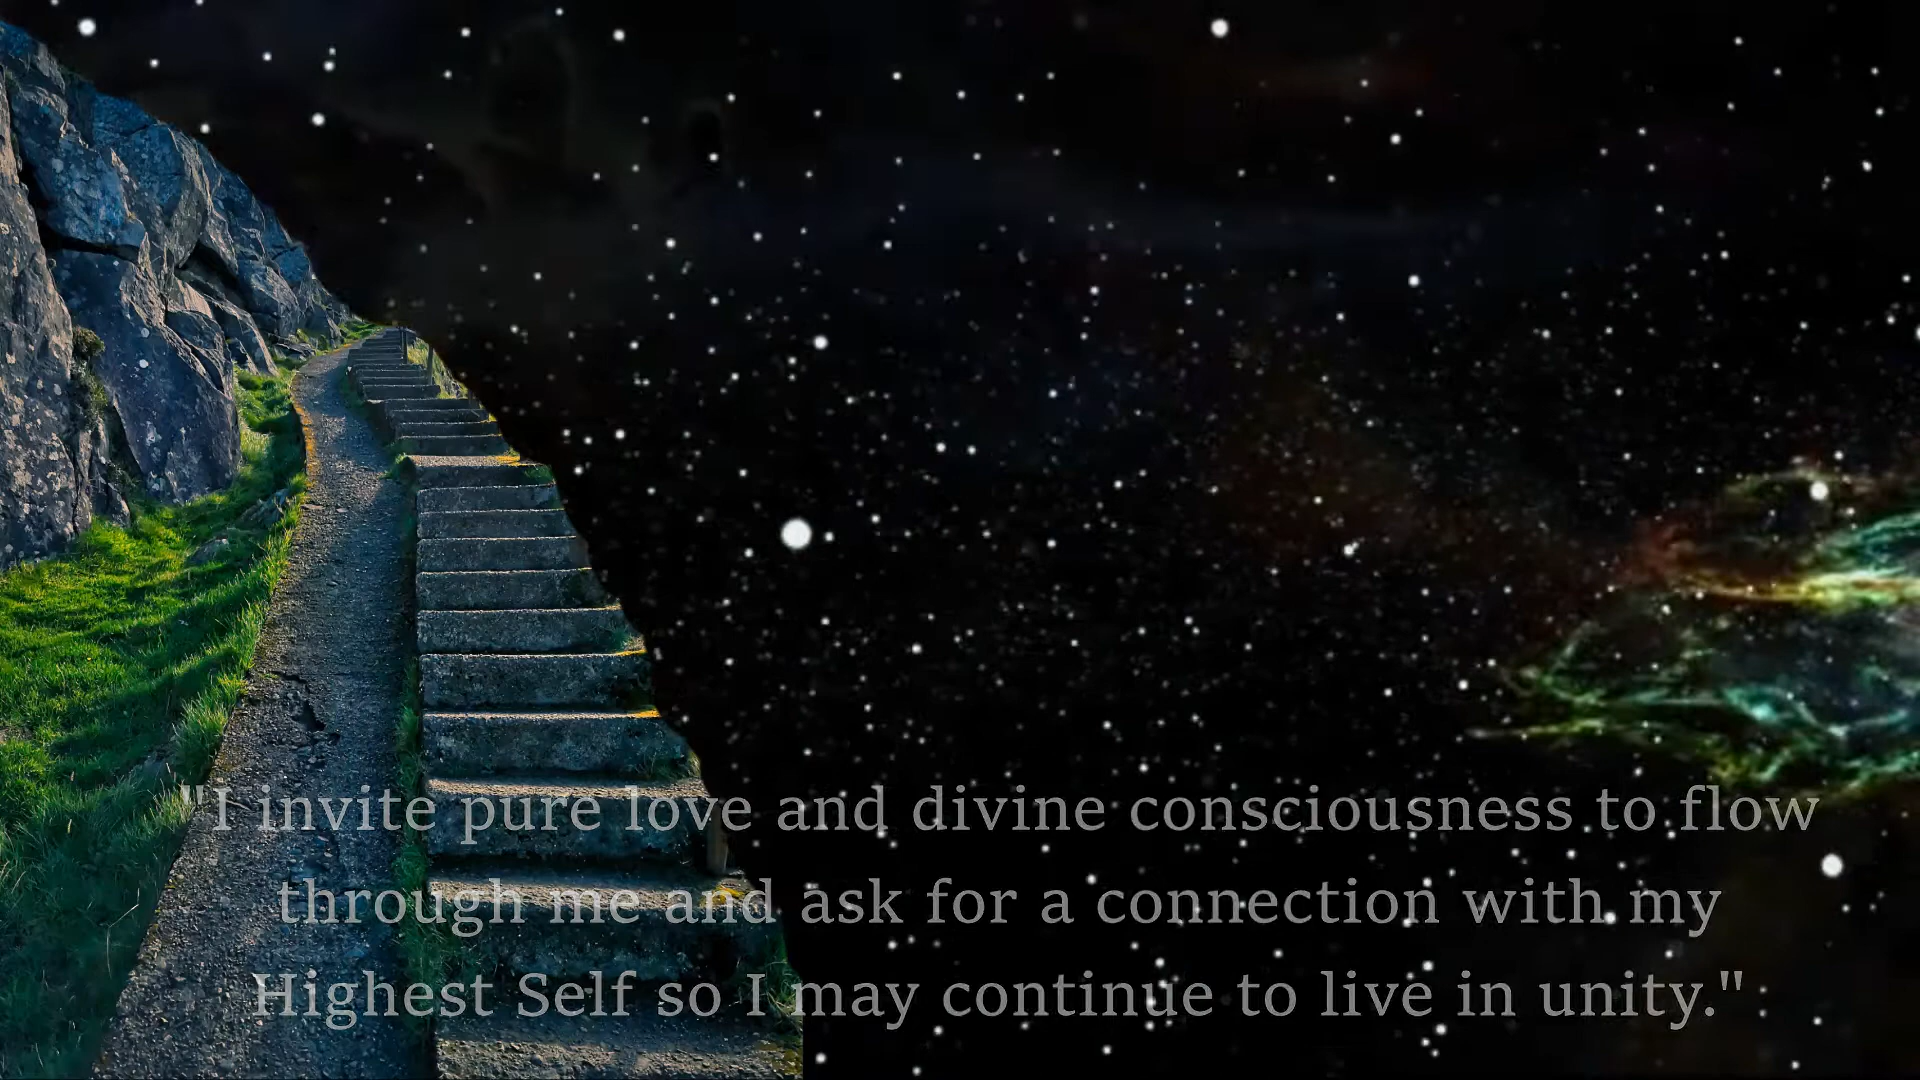 "I invite pure love and divine consciousness to flow
through me and ask for a connection with my
Highest Self so I may continue to live in unity."